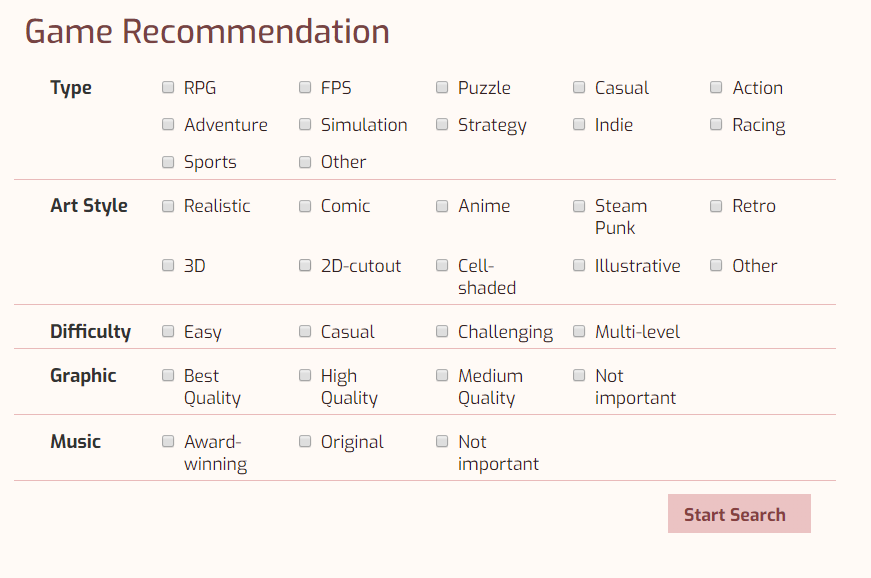 Game Recommendation
Type RPG FPS Puzzle Casual Action
Adventure Simulation Strategy Indie Racing
Sports Other
Art Style Realistic Comic Anime Steam Retro
Punk
3D 2D-cutout Cell- Illustrative Other
shaded
Difficulty Easy Casual Challenging Multi-level
Graphic Best High Medium Not
Quality Quality Quality important
Music Award- Original Not
winning important
Start Search